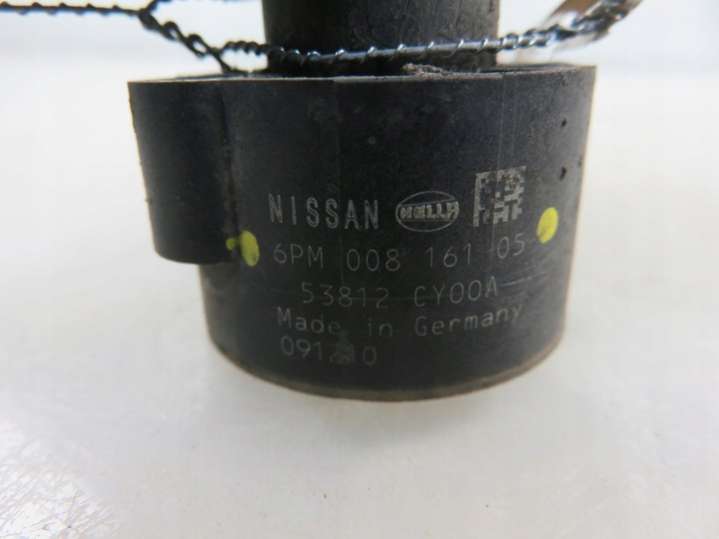 NISSAN HELLA
6PM 008 161-05
53812 CY00A
Made in Germany